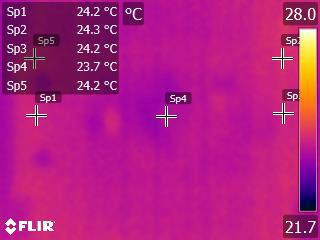 Sp1 24.2 °C
Sp2 24.3 °C
Sp3 24.2 °C
Sp4 23.7 °C
Sp5 24.2 °C
°C
28.0
Sp5
Sp2
Sp1
Sp4
FLIR
21.7